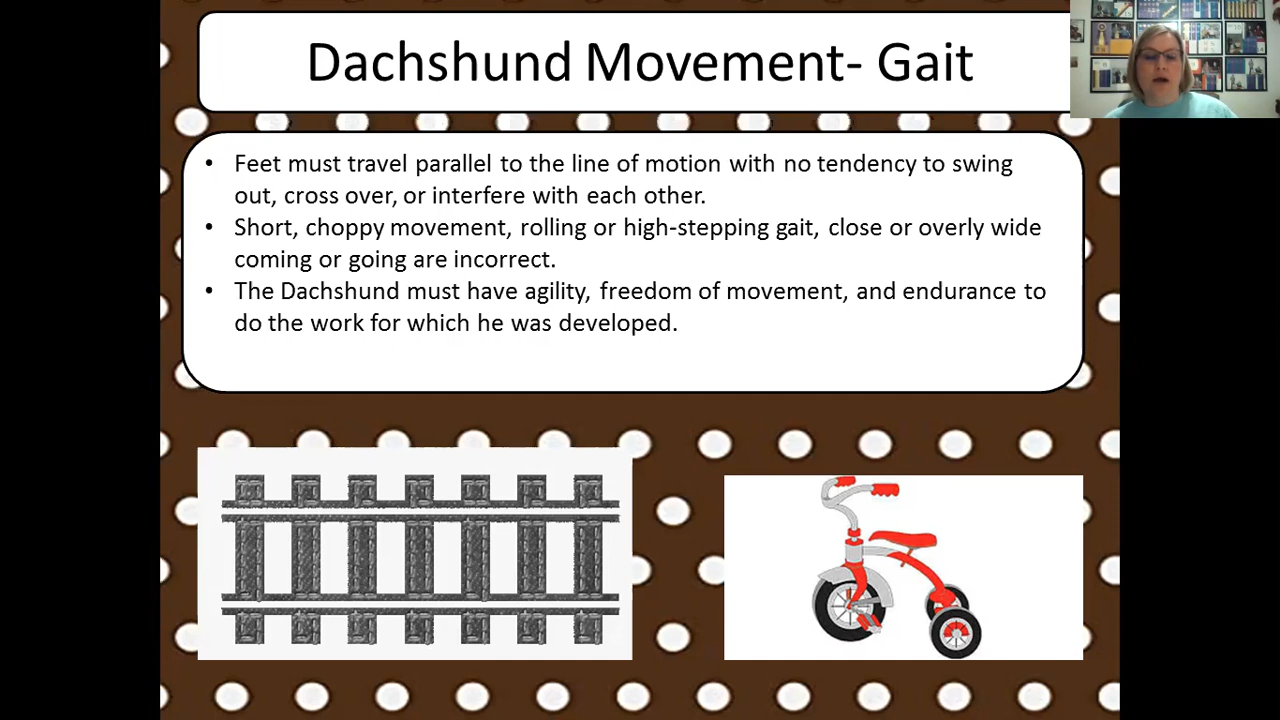 Dachshund Movement- Gait
• Feet must travel parallel to the line of motion with no tendency to swing
out, cross over, or interfere with each other.
• Short, choppy movement, rolling or high-stepping gait, close or overly wide
coming or going are incorrect.
• The Dachshund must have agility, freedom of movement, and endurance to
do the work for which he was developed.